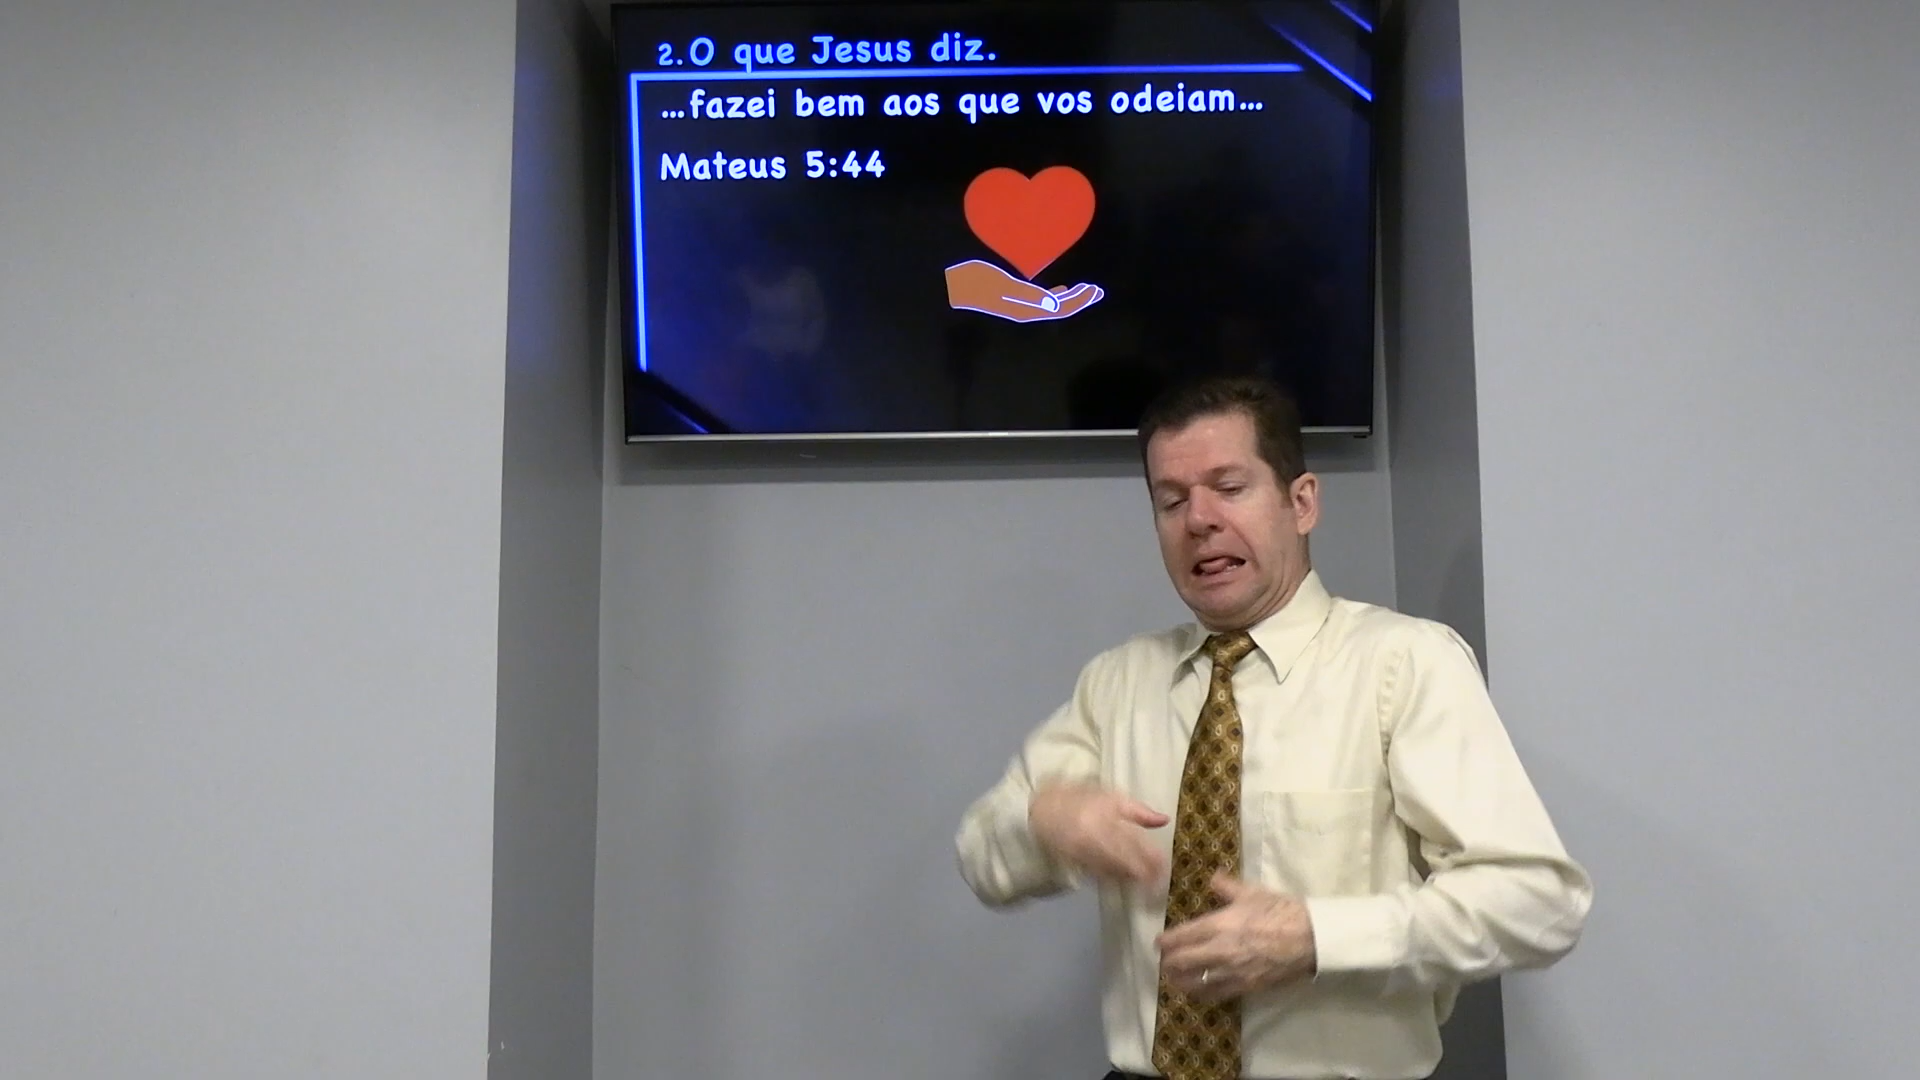 2. O que Jesus diz.
...fazei bem aos que vos odeiam...
Mateus 5:44